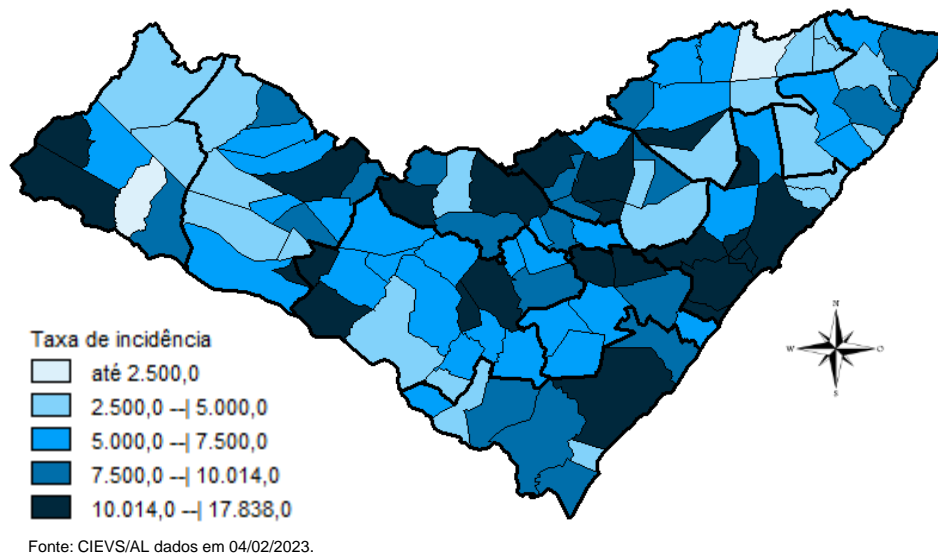 N
W
O
S
Taxa de incidência
até 2.500,0
2.500,0 --| 5.000,0
5.000,0 --| 7.500,0
7.500,0 --| 10.014,0
10.014,0 --| 17.838,0
Fonte: CIEVS/AL dados em 04/02/2023.